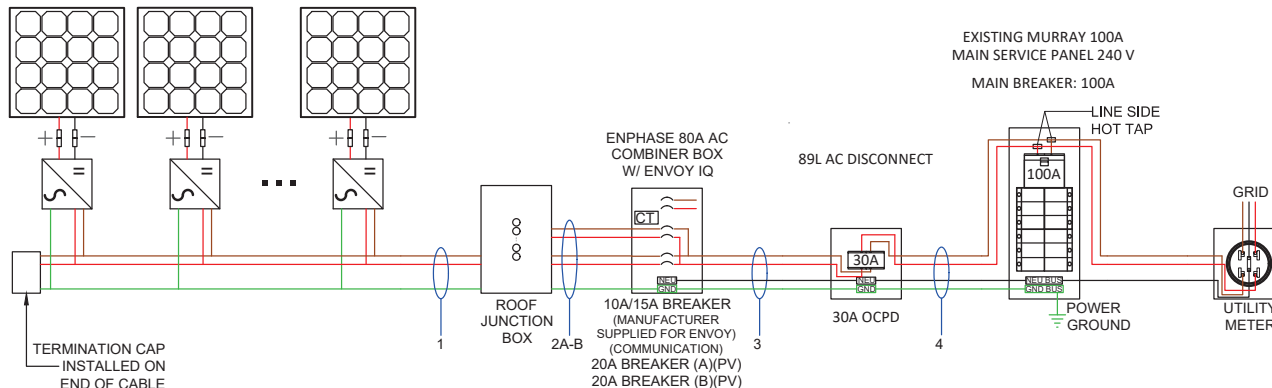 EXISTING MURRAY 100A
MAIN SERVICE PANEL 240 V
MAIN BREAKER: 100A
LINE SIDE
HOT TAP
ENPHASE 80A AC
COMBINER BOX
W/ ENVOY IQ
89L AC DISCONNECT
100A
GRID
+
−
+
−
+
−
CT
30A
NEU
GND
NEU
GND
NEU BUS
GND BUS
1
ROOF
JUNCTION
BOX
2A-B
10A/15A BREAKER
(MANUFACTURER
SUPPLIED FOR ENVOY)
(COMMUNICATION)
20A BREAKER (A)(PV)
20A BREAKER (B)(PV)
3
30A OCPD
4
POWER
GROUND
UTILITY
METER
TERMINATION CAP
INSTALLED ON
END OF CABLE